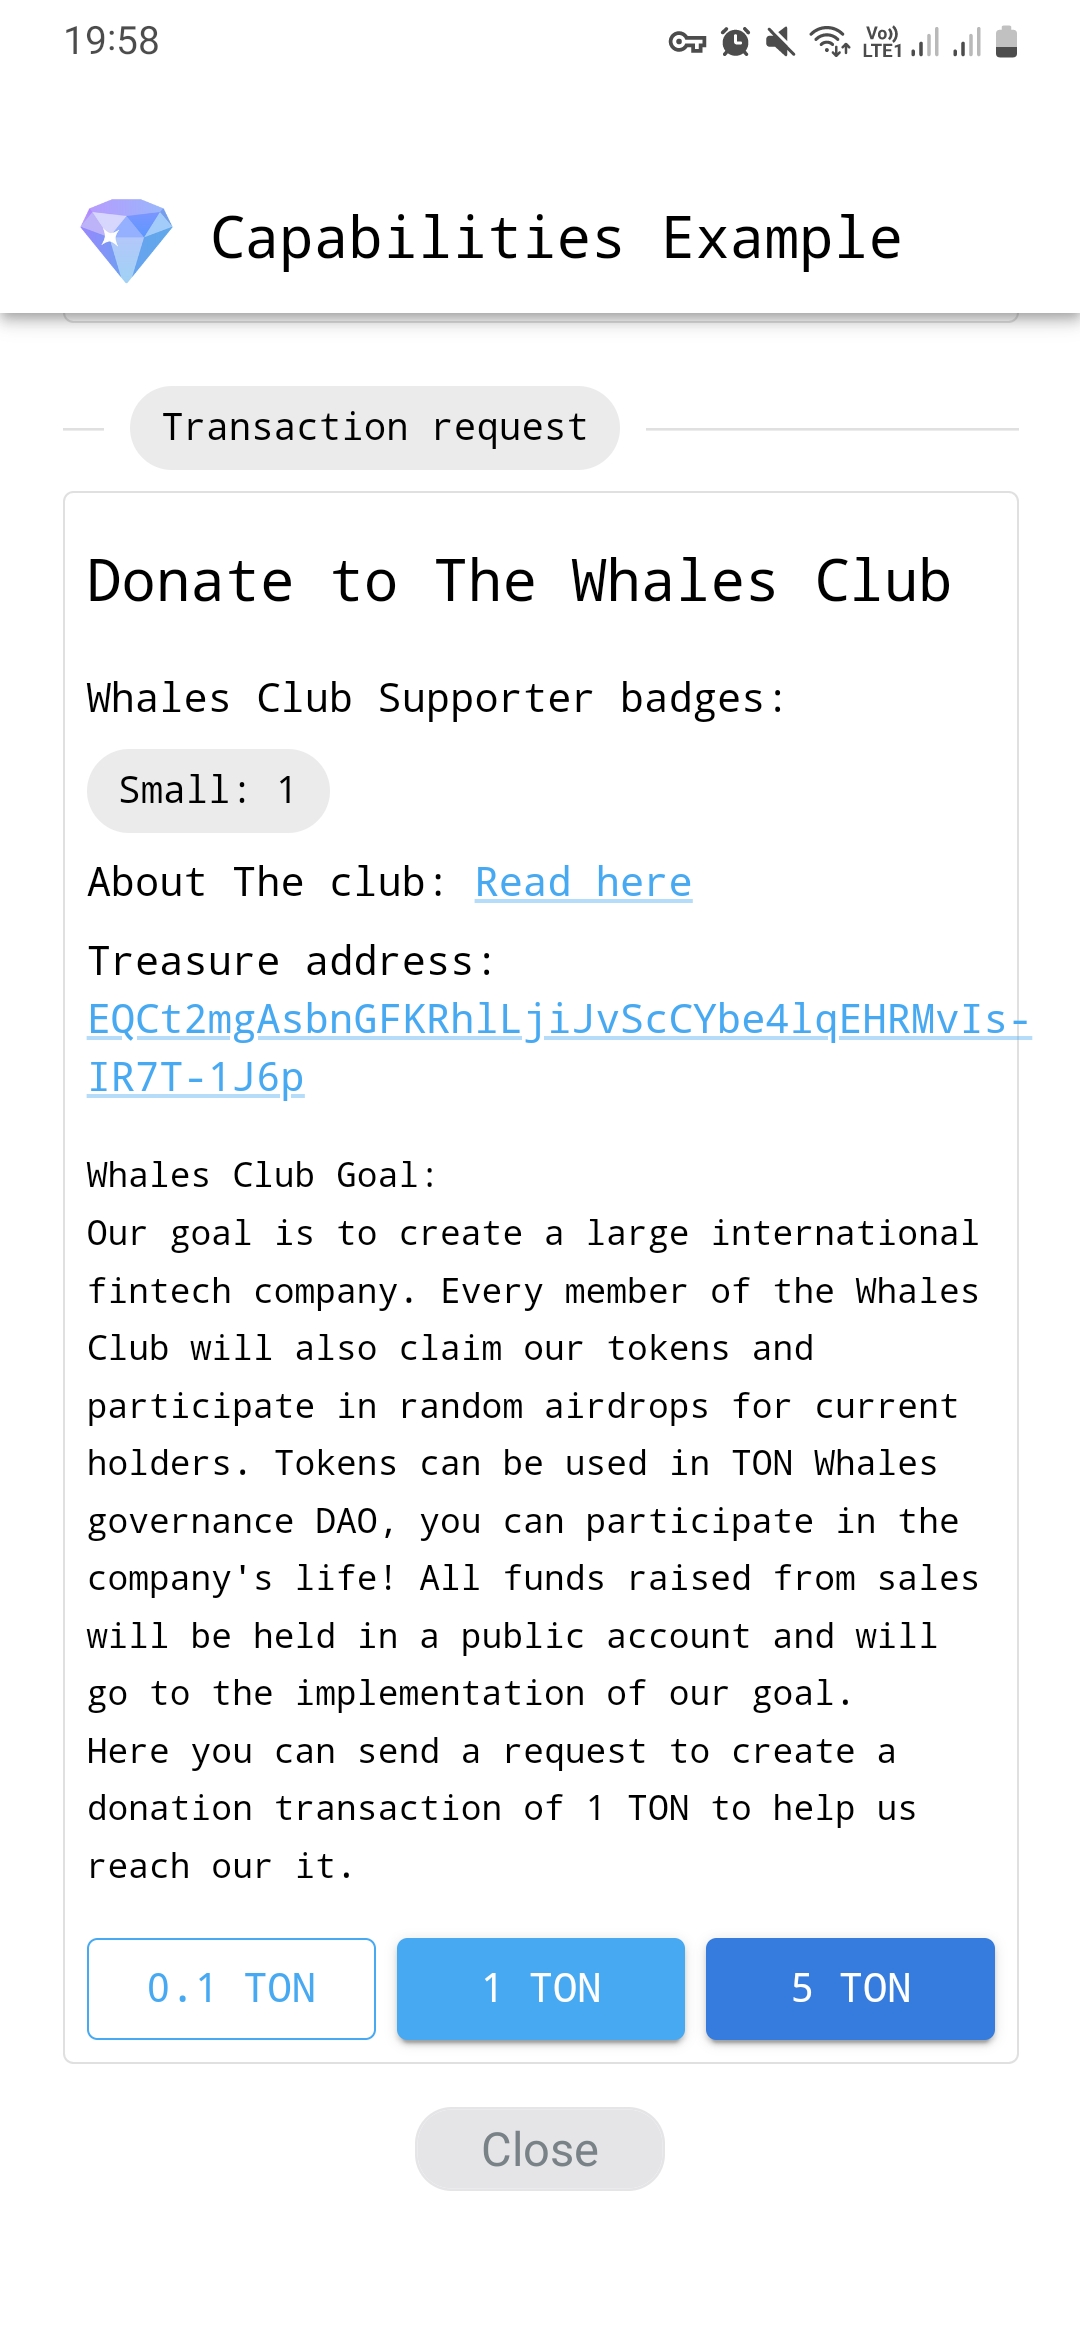 19:58
Vo))
LTE1
Capabilities Example
Transaction request
Donate to The Whales Club
Whales Club Supporter badges:
Small: 1
About The club: Read here
Treasure address:
EQCt2mgAsbnGFKRhlLjiJvScCYbe4lqEHRMvIs-
IR7T-1J6p
Whales Club Goal:
Our goal is to create a large international
fintech company. Every member of the Whales
Club will also claim our tokens and
participate in random airdrops for current
holders. Tokens can be used in TON Whales
governance DAO, you can participate in the
company's life! All funds raised from sales
will be held in a public account and will
go to the implementation of our goal.
Here you can send a request to create a
donation transaction of 1 TON to help us
reach our it.
0.1 TON
1 TON
5 TON
Close